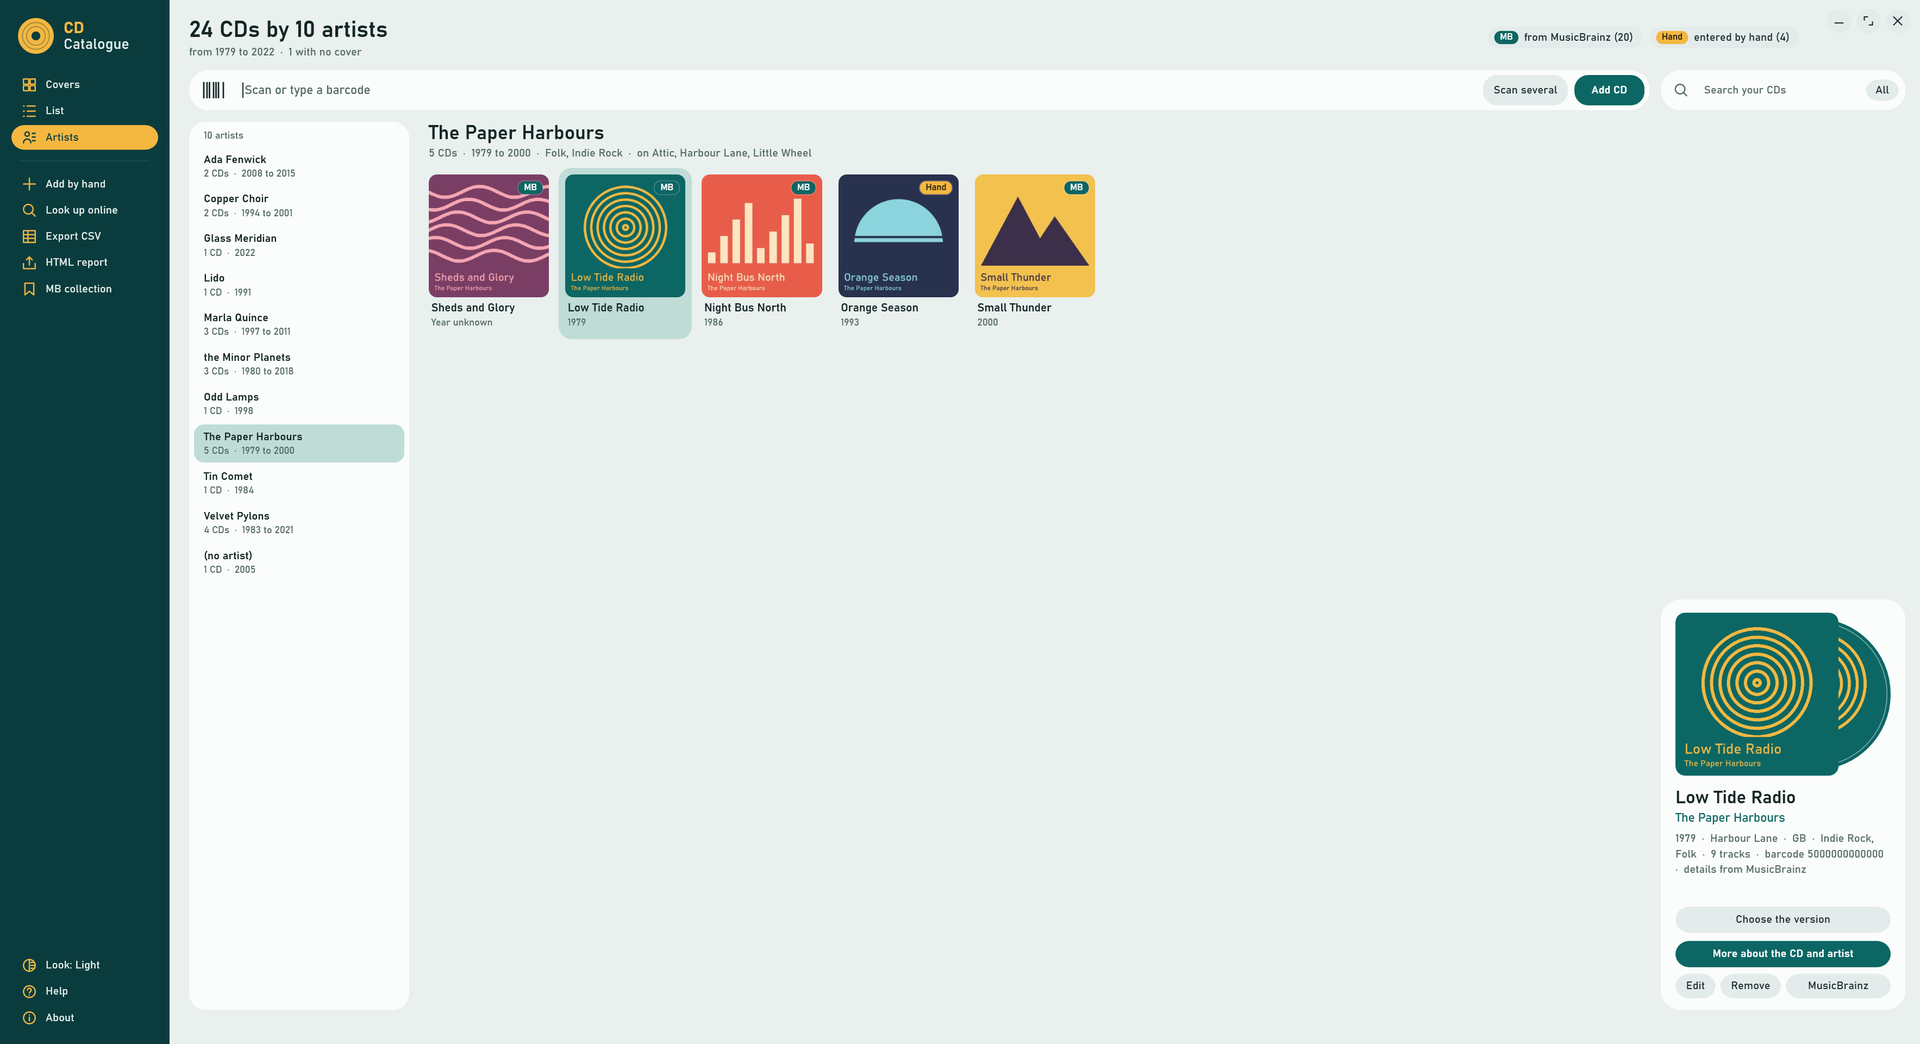 CD
Catalogue
Covers
List
Artists
Add by hand
Look up online
Export CSV
HTML report
MB collection
Look: Light
Help
About
24 CDs by 10 artists
from 1979 to 2022 · 1 with no cover
MB from MusicBrainz (20)
Hand entered by hand (4)
Scan or type a barcode
Scan several
Add CD
Search your CDs
All
10 artists
Ada Fenwick
2 CDs · 2008 to 2015
Copper Choir
2 CDs · 1994 to 2001
Glass Meridian
1 CD · 2022
Lido
1 CD · 1991
Marla Quince
3 CDs · 1997 to 2011
the Minor Planets
3 CDs · 1980 to 2018
Odd Lamps
1 CD · 1998
The Paper Harbours
5 CDs · 1979 to 2000
Tin Comet
1 CD · 1984
Velvet Pylons
4 CDs · 1983 to 2021
(no artist)
1 CD · 2005
The Paper Harbours
5 CDs · 1979 to 2000 · Folk, Indie Rock · on Attic, Harbour Lane, Little Wheel
MB
Sheds and Glory
The Paper Harbours
Sheds and Glory
Year unknown
MB
Low Tide Radio
The Paper Harbours
Low Tide Radio
1979
MB
Night Bus North
The Paper Harbours
Night Bus North
1986
Hand
Orange Season
The Paper Harbours
Orange Season
1993
MB
Small Thunder
The Paper Harbours
Small Thunder
2000
Low Tide Radio
The Paper Harbours
Low Tide Radio
The Paper Harbours
1979 · Harbour Lane · GB · Indie Rock,
Folk · 9 tracks · barcode 5000000000000
· details from MusicBrainz
Choose the version
More about the CD and artist
Edit
Remove
MusicBrainz